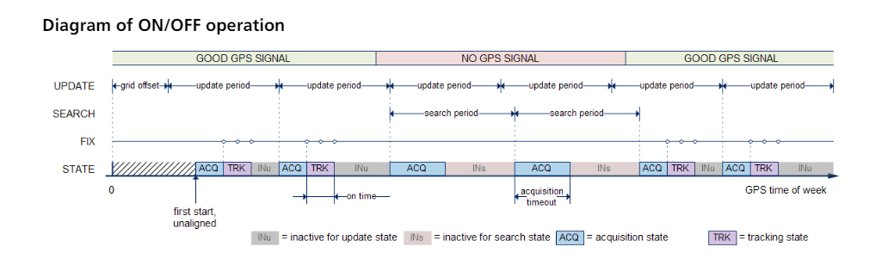 Diagram of ON/OFF operation
GOOD GPS SIGNAL NO GPS SIGNAL GOOD GPS SIGNAL
UPDATE grid offset update period update period update period update period update period update period
SEARCH search period search period
FIX
STATE ACQ TRK INu ACQ TRK INu ACQ INs ACQ INs ACQ TRK INu ACQ TRK INu
0 on time acquisition timeout GPS time of week
first start,
unaligned
INu = inactive for update state INs = inactive for search state ACQ = acquisition state TRK = tracking state